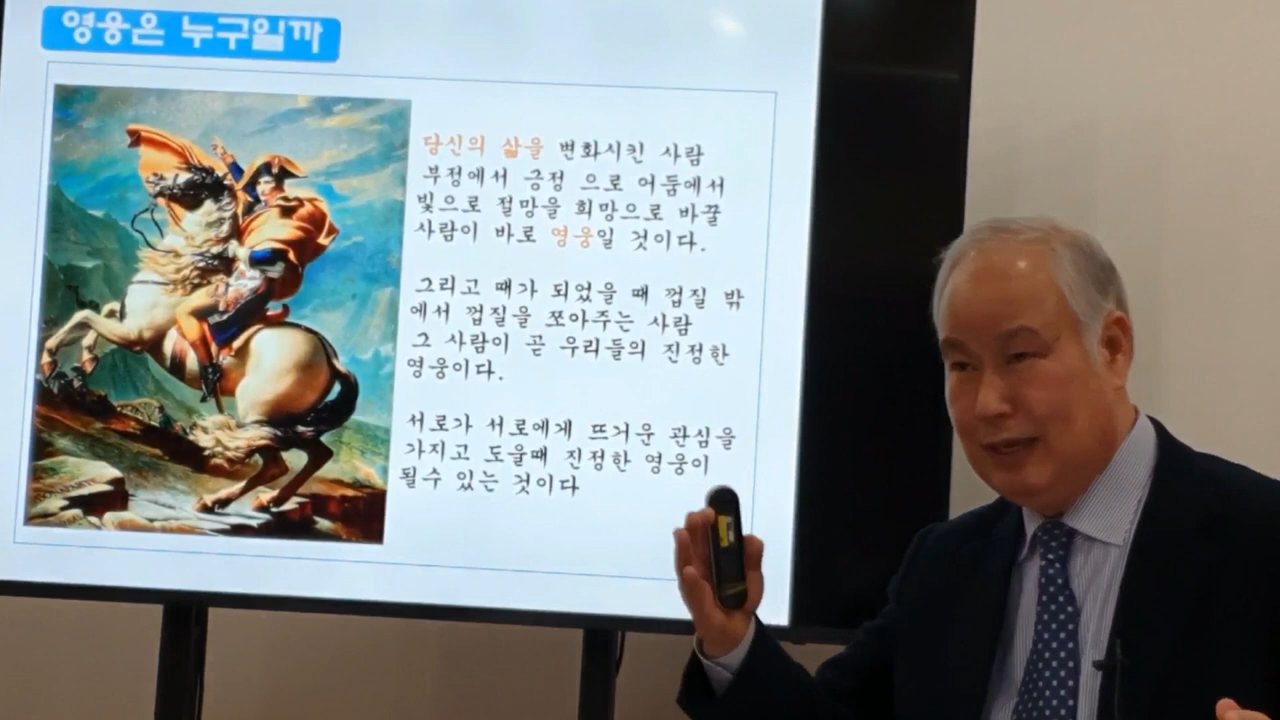 영웅은 누구일까
당신의 삶을 변화시킨 사람
부정에서 긍정 으로 어둠에서
빛으로 절망을 희망으로 바꿀
사람이 바로 영웅일 것이다.
그리고 때가 되었을 때 껍질 밖
에서 껍질을 쪼아주는 사람
그 사람이 곧 우리들의 진정한
영웅이다.
서로가 서로에게 뜨거운 관심을
가지고 도울때 진정한 영웅이
될수 있는 것이다